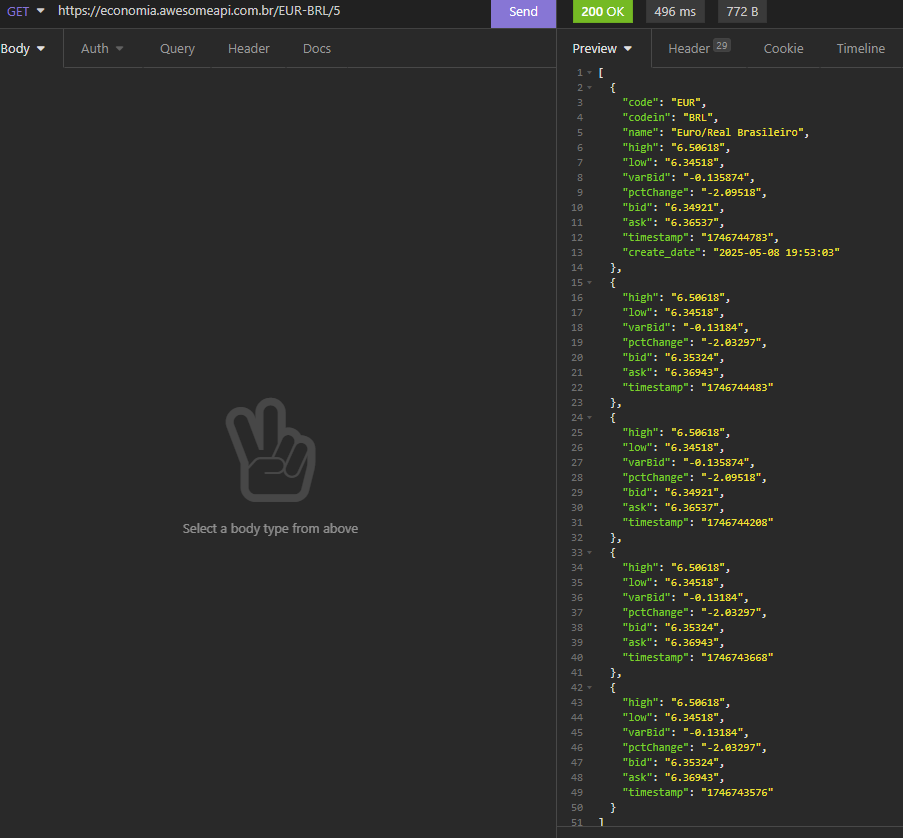 GET https://economia.awesomeapi.com.br/EUR-BRL/5 Send 200 OK 496 ms 772 B
Body Auth Query Header Docs
Select a body type from above
Preview Header 29 Cookie Timeline
1 [
2 {
3 "code": "EUR",
4 "codein": "BRL",
5 "name": "Euro/Real Brasileiro",
6 "high": "6.50618",
7 "low": "6.34518",
8 "varBid": "-0.135874",
9 "pctChange": "-2.09518",
10 "bid": "6.34921",
11 "ask": "6.36537",
12 "timestamp": "1746744783",
13 "create_date": "2025-05-08 19:53:03"
14 },
15 {
16 "high": "6.50618",
17 "low": "6.34518",
18 "varBid": "-0.13184",
19 "pctChange": "-2.03297",
20 "bid": "6.35324",
21 "ask": "6.36943",
22 "timestamp": "1746744483"
23 },
24 {
25 "high": "6.50618",
26 "low": "6.34518",
27 "varBid": "-0.135874",
28 "pctChange": "-2.09518",
29 "bid": "6.34921",
30 "ask": "6.36537",
31 "timestamp": "1746744208"
32 },
33 {
34 "high": "6.50618",
35 "low": "6.34518",
36 "varBid": "-0.13184",
37 "pctChange": "-2.03297",
38 "bid": "6.35324",
39 "ask": "6.36943",
40 "timestamp": "1746743668"
41 },
42 {
43 "high": "6.50618",
44 "low": "6.34518",
45 "varBid": "-0.13184",
46 "pctChange": "-2.03297",
47 "bid": "6.35324",
48 "ask": "6.36943",
49 "timestamp": "1746743576"
50 }
51 ]